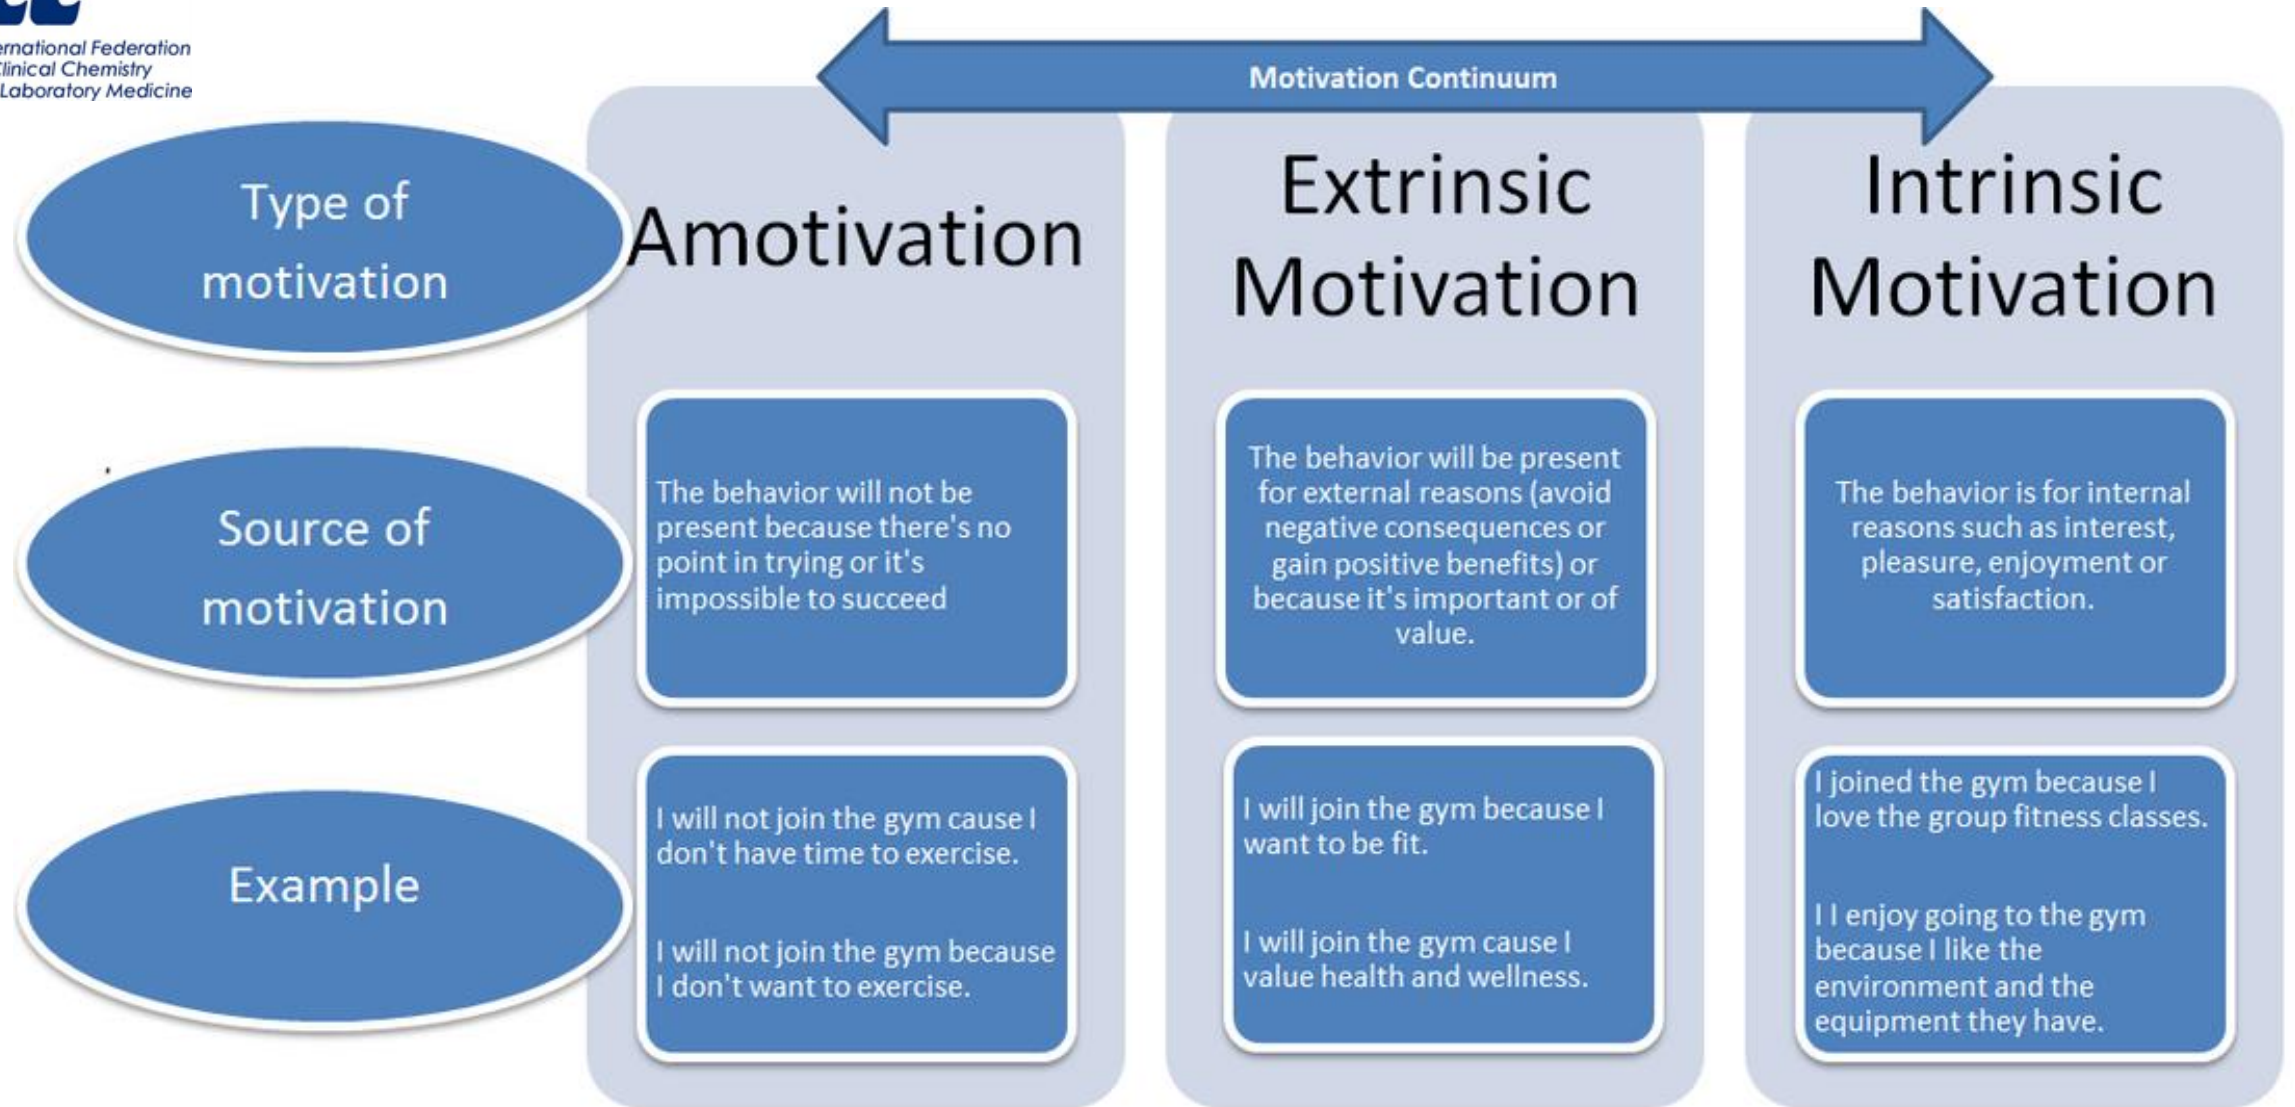 ernational Federation
Clinical Chemistry
Laboratory Medicine
Motivation Continuum
Type of
motivation
Amotivation
Extrinsic
Motivation
Intrinsic
Motivation
Source of
motivation
The behavior will not be
present because there's no
point in trying or it's
impossible to succeed
The behavior will be present
for external reasons (avoid
negative consequences or
gain positive benefits) or
because it's important or of
value.
The behavior is for internal
reasons such as interest,
pleasure, enjoyment or
satisfaction.
Example
I will not join the gym cause I
don't have time to exercise.
I will not join the gym because
I don't want to exercise.
I will join the gym because I
want to be fit.
I will join the gym cause I
value health and wellness.
I joined the gym because I
love the group fitness classes.
I I enjoy going to the gym
because I like the
environment and the
equipment they have.